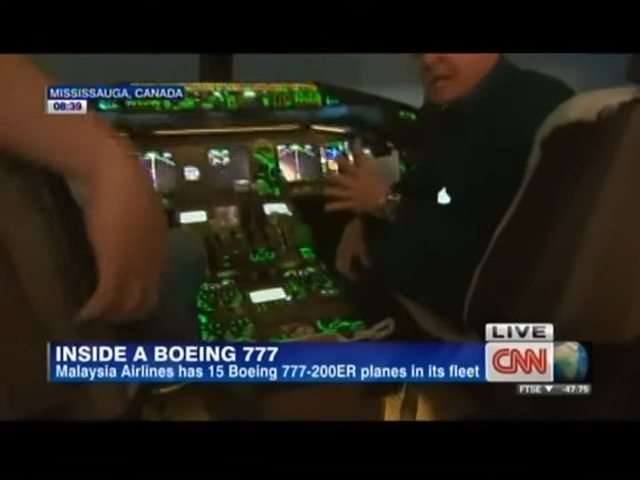 MISSISSAUGA, CANADA
08:39
LIVE
INSIDE A BOEING 777
Malaysia Airlines has 15 Boeing 777-200ER planes in its fleet
CNN
FTSE ▼ -47.75